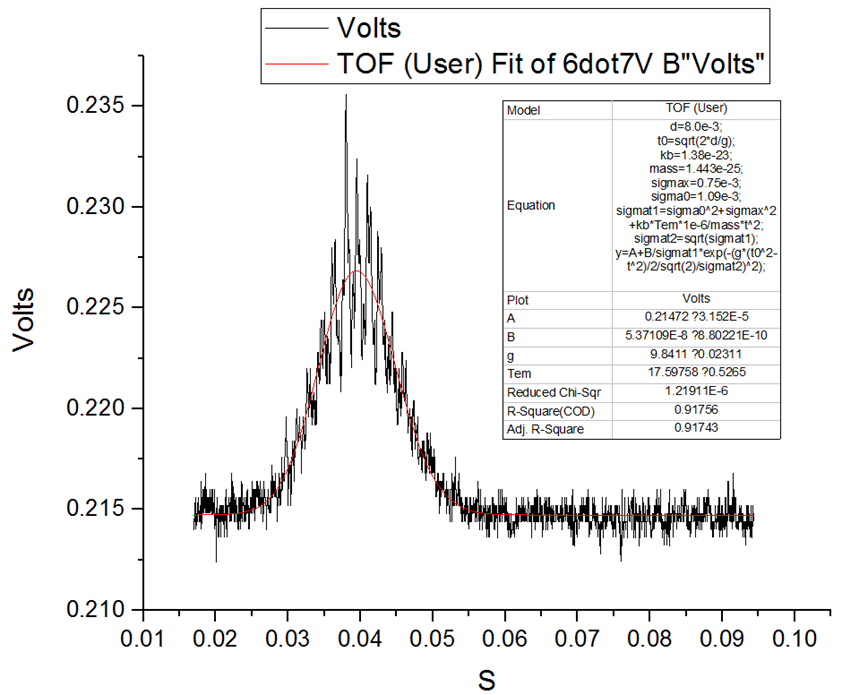 Volts
TOF (User) Fit of 6dot7V B"Volts"
Model TOF (User)
Equation
d=8.0e-3;
t0=sqrt(2*d/g);
kb=1.38e-23;
mass=1.443e-25;
sigmax=0.75e-3;
sigma0=1.09e-3;
sigmat1=sigma0^2+sigmax^2
+kb*Tem*1e-6/mass*t^2;
sigmat2=sqrt(sigmat1);
y=A+B/sigmat1*exp(-(g*(t0^2-
t^2)/2/sqrt(2)/sigmat2)^2);
Plot Volts
A 0.21472 ?3.152E-5
B 5.37109E-8 ?8.80221E-10
g 9.8411 ?0.02311
Tem 17.59758 ?0.5265
Reduced Chi-Sqr 1.21911E-6
R-Square(COD) 0.91756
Adj. R-Square 0.91743
Volts
0.235
0.230
0.225
0.220
0.215
0.210
0.01 0.02 0.03 0.04 0.05 0.06 0.07 0.08 0.09 0.10
S